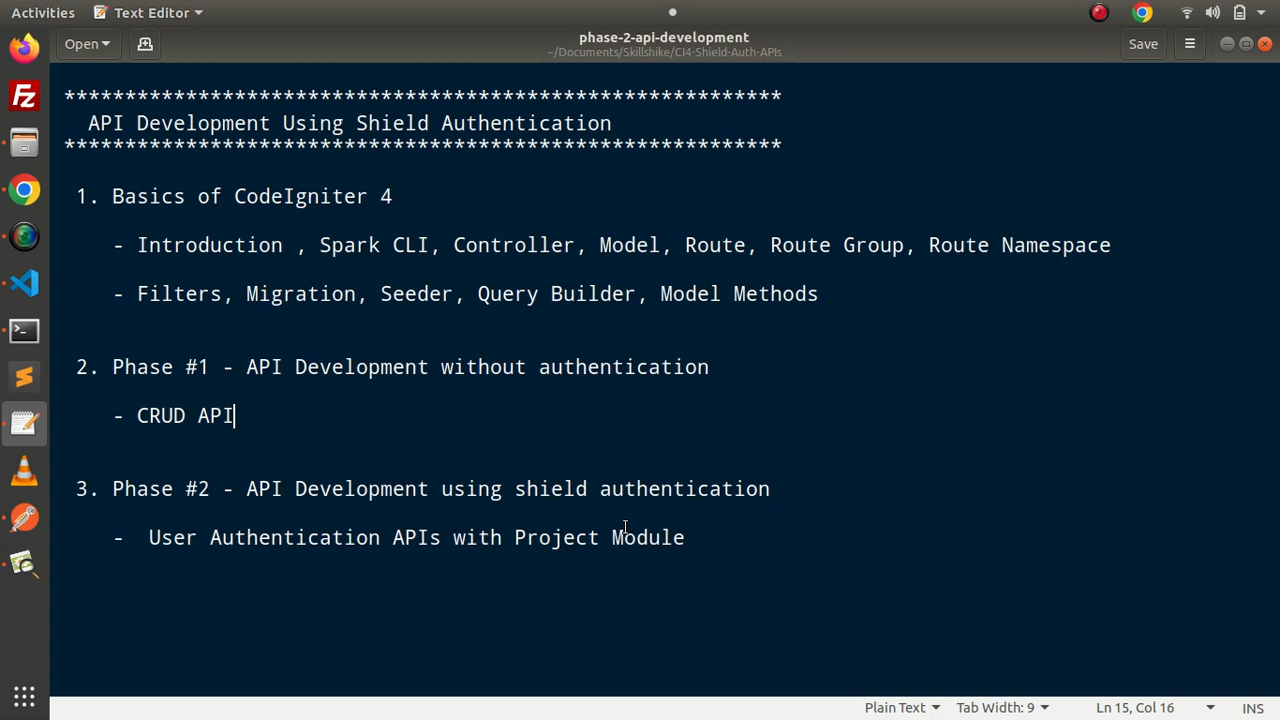 Activities Text Editor
Open phase-2-api-development Save
~/Documents/Skillshike/CI4-Shield-Auth-APIs
***********************************************************
API Development Using Shield Authentication
***********************************************************
1. Basics of CodeIgniter 4
- Introduction , Spark CLI, Controller, Model, Route, Route Group, Route Namespace
- Filters, Migration, Seeder, Query Builder, Model Methods
2. Phase #1 - API Development without authentication
- CRUD API
3. Phase #2 - API Development using shield authentication
- User Authentication APIs with Project Module
Plain Text Tab Width: 9 Ln 15, Col 16 INS